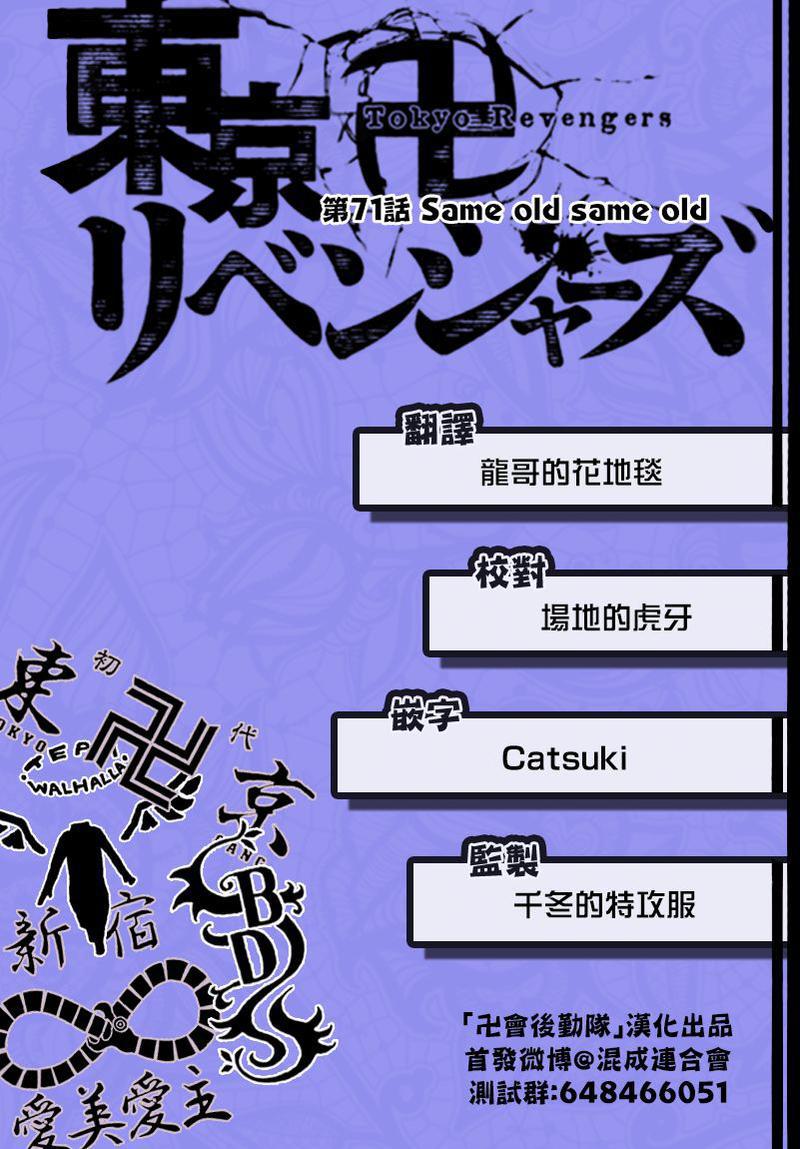 東京卍
Tokyo Revengers
第71話 Same old same old
リベンジャーズ
翻譯
龍哥的花地毯
校對
場地的虎牙
嵌字
Catsuki
監製
千冬的特攻服
初代
東京
卍
TOKYO
WALHALLA
BD
新宿
愛美愛主
「卍會後勤隊」漢化出品
首發微博@混成連合會
測試群:648466051